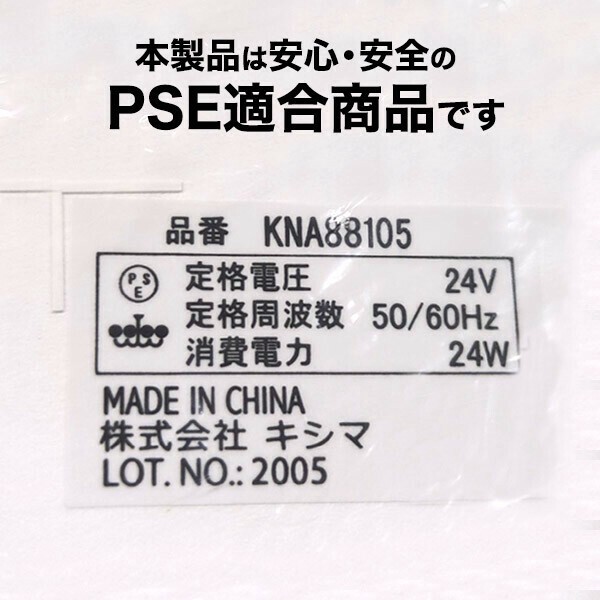 本製品は安心・安全の
PSE適合商品です
品番 KNA88105
PSE 定格電圧 24V
定格周波数 50/60Hz
消費電力 24W
MADE IN CHINA
株式会社 キシマ
LOT. NO.: 2005